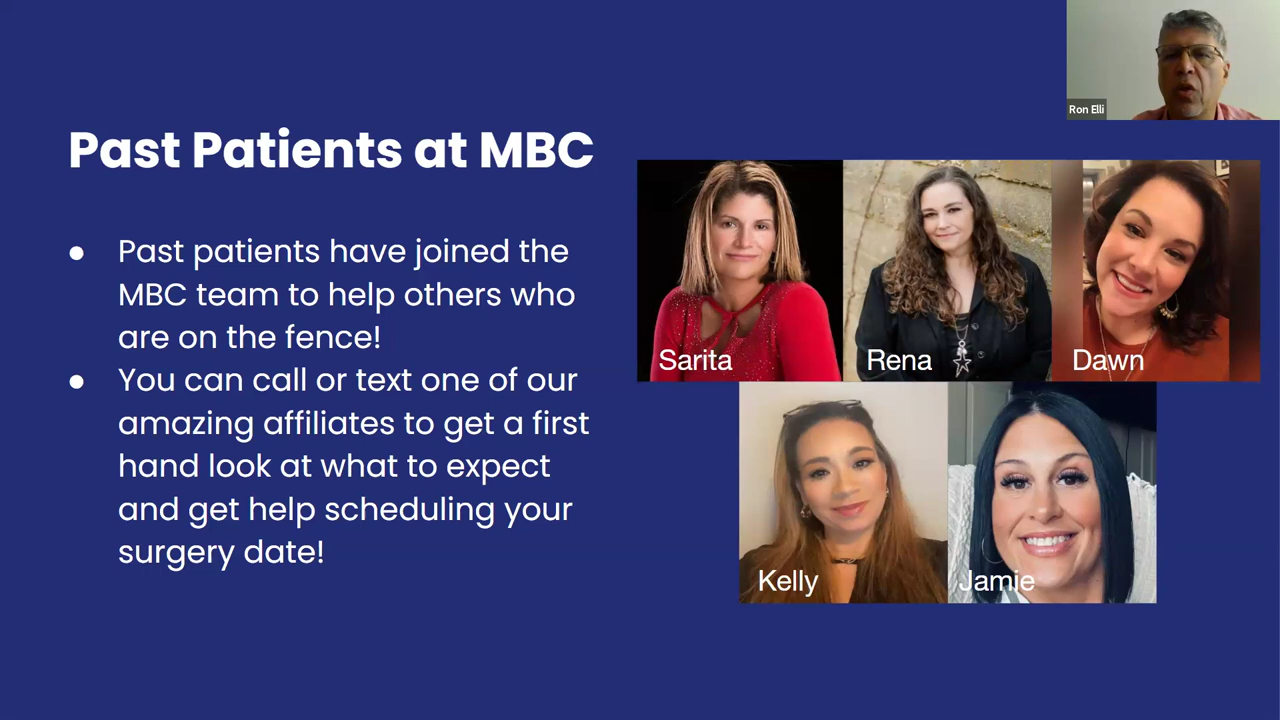 Ron Elli
Past Patients at MBC
● Past patients have joined the
MBC team to help others who
are on the fence!
● You can call or text one of our
amazing affiliates to get a first
hand look at what to expect
and get help scheduling your
surgery date!
Sarita
Rena
Dawn
Kelly
Jamie